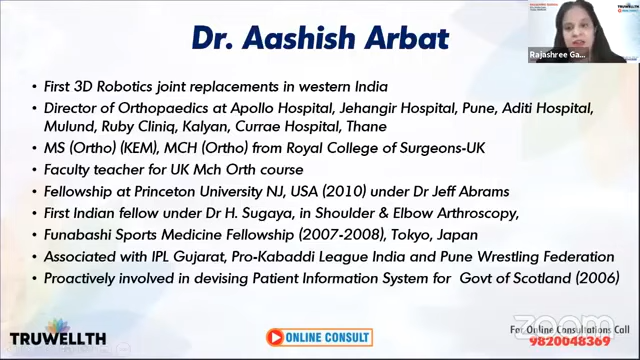 Dr. Aashish Arbat
Rajashree Ga...
TRUWELLTH
• First 3D Robotics joint replacements in western India
• Director of Orthopaedics at Apollo Hospital, Jehangir Hospital, Pune, Aditi Hospital,
Mulund, Ruby Cliniq, Kalyan, Currae Hospital, Thane
• MS (Ortho) (KEM), MCH (Ortho) from Royal College of Surgeons-UK
• Faculty teacher for UK Mch Orth course
• Fellowship at Princeton University NJ, USA (2010) under Dr Jeff Abrams
• First Indian fellow under Dr H. Sugaya, in Shoulder & Elbow Arthroscopy,
• Funabashi Sports Medicine Fellowship (2007-2008), Tokyo, Japan
• Associated with IPL Gujarat, Pro-Kabaddi League India and Pune Wrestling Federation
• Proactively involved in devising Patient Information System for Govt of Scotland (2006)
TRUWELLTH
ONLINE CONSULT
For Online Consultations Call
9820048369
zoom